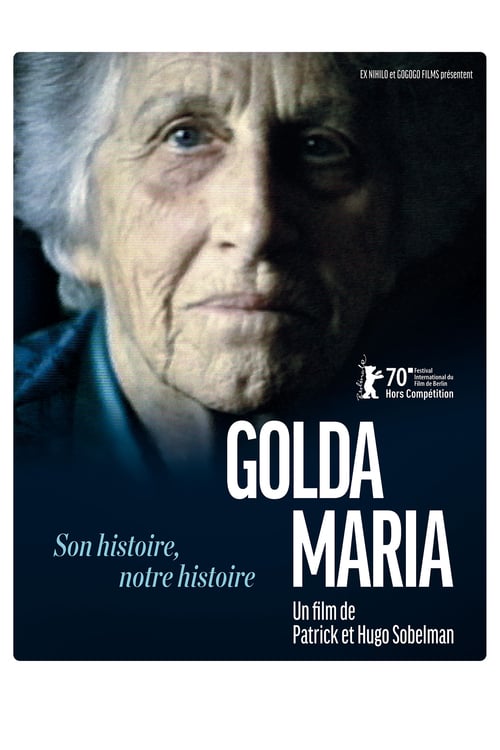 EX NIHILO et GOGOGO FILMS présentent
70e Festival
International du
Film de Berlin
Hors Compétition
GOLDA
MARIA
Son histoire,
notre histoire
Un film de
Patrick et Hugo Sobelman